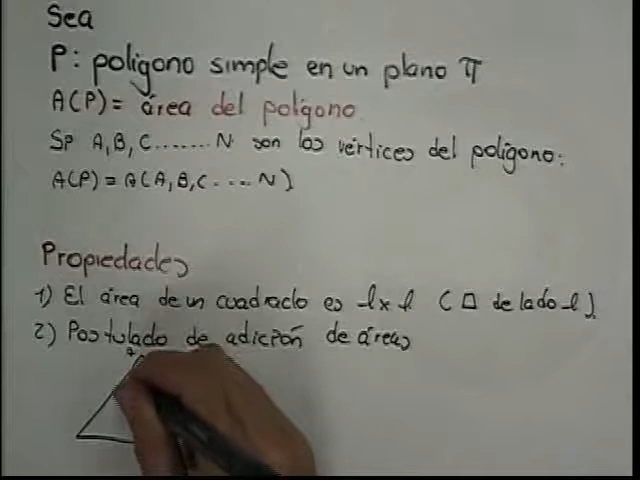 Sea
P: polígono simple en un plano π
A(P) = área del polígono.
Sp A, B, C ....... N son los vértices del polígono:
A(P) = A(A, B, C .... N)
Propiedades
1) El área de un cuadrado es l x l (□ de lado l).
2) Postulado de adición de áreas